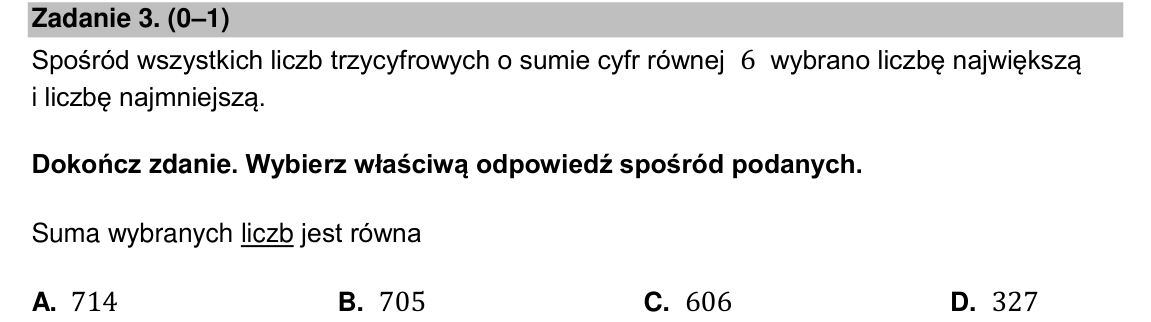 Zadanie 3. (0–1)
Spośród wszystkich liczb trzycyfrowych o sumie cyfr równej 6 wybrano liczbę największą
i liczbę najmniejszą.
Dokończ zdanie. Wybierz właściwą odpowiedź spośród podanych.
Suma wybranych liczb jest równa
A. 714 B. 705 C. 606 D. 327